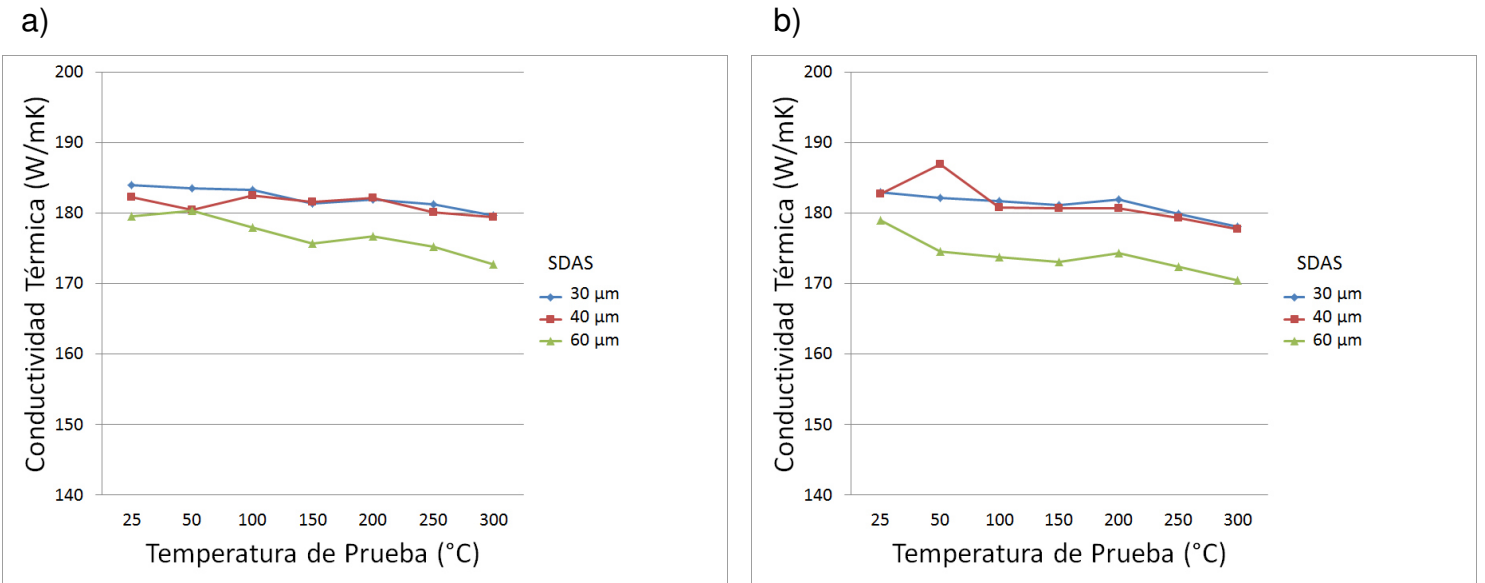 a)
200
190
180
170
160
150
140
Conductividad Térmica (W/mK)
25 50 100 150 200 250 300
Temperatura de Prueba (°C)
SDAS
30 µm
40 µm
60 µm
b)
200
190
180
170
160
150
140
Conductividad Térmica (W/mK)
25 50 100 150 200 250 300
Temperatura de Prueba (°C)
SDAS
30 µm
40 µm
60 µm